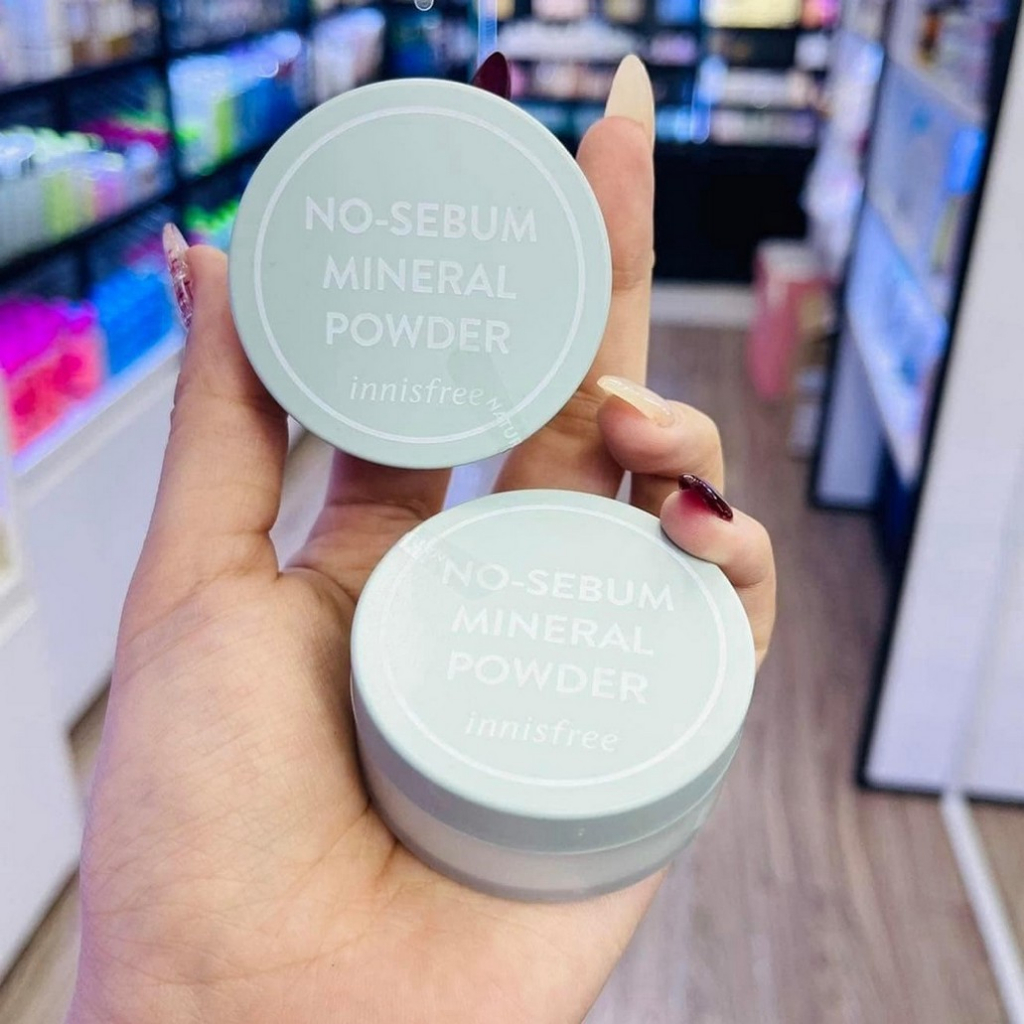 NO-SEBUM
MINERAL
POWDER
innisfree
NO-SEBUM
MINERAL
POWDER
innisfree